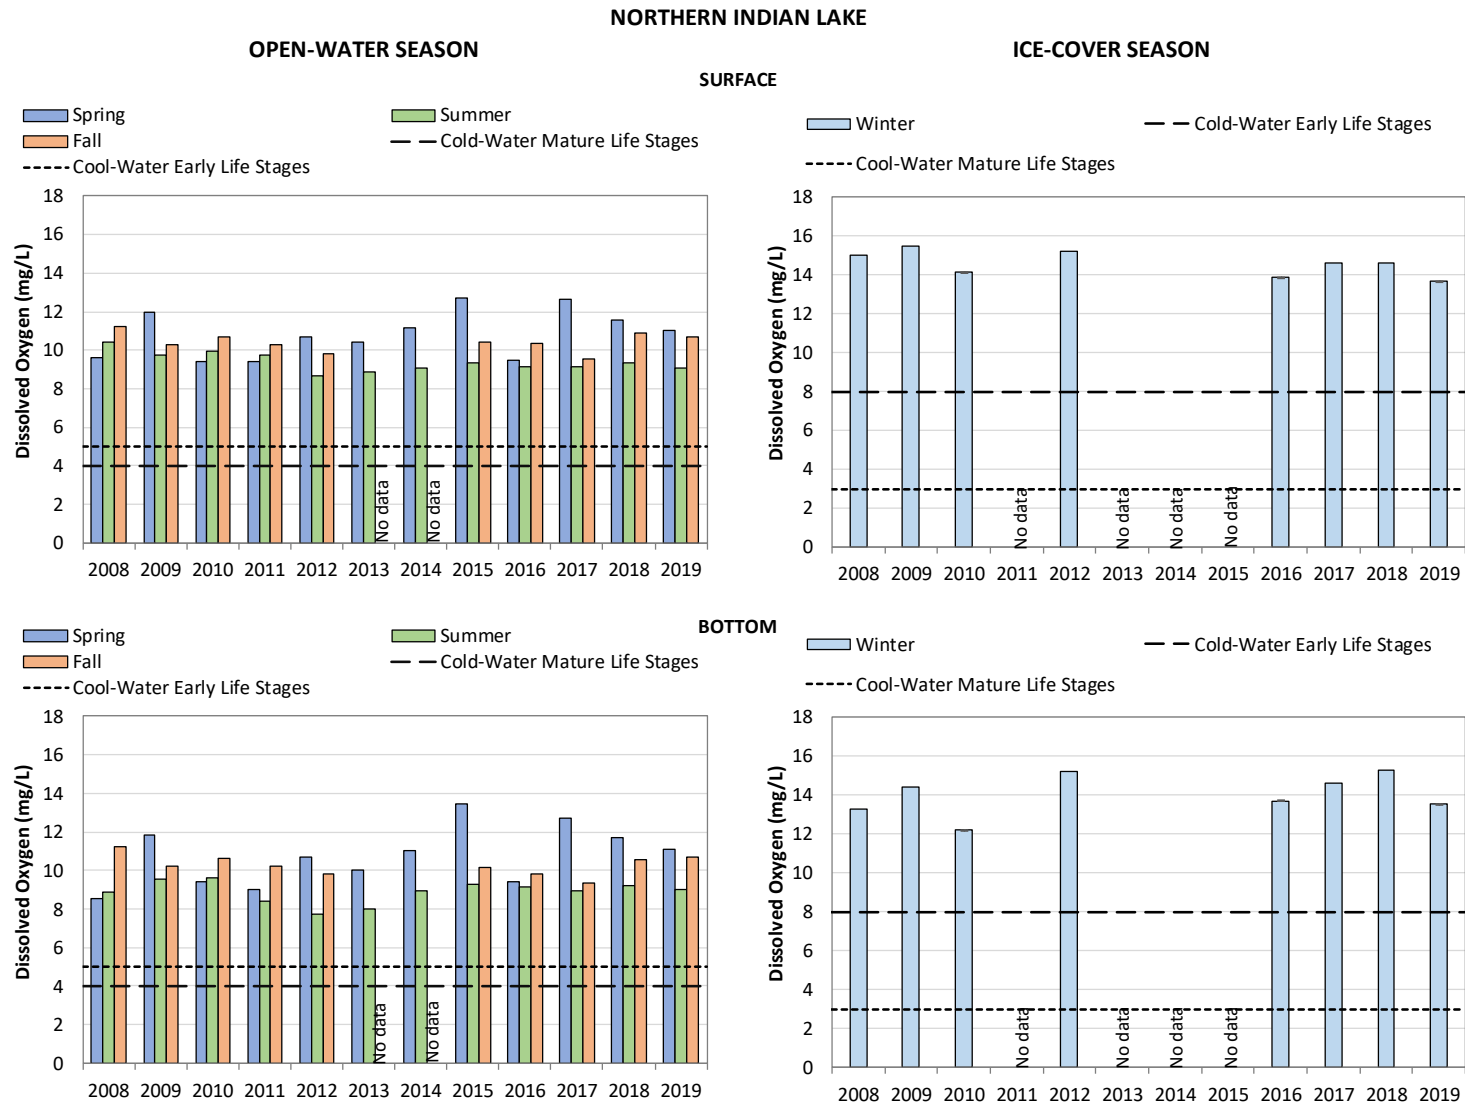 NORTHERN INDIAN LAKE
OPEN-WATER SEASON
ICE-COVER SEASON
SURFACE
Spring
Summer
Fall
Cold-Water Mature Life Stages
Cool-Water Early Life Stages
Dissolved Oxygen (mg/L)
18
16
14
12
10
8
6
4
2
0
No data
No data
2008 2009 2010 2011 2012 2013 2014 2015 2016 2017 2018 2019
Winter
Cold-Water Early Life Stages
Cool-Water Mature Life Stages
Dissolved Oxygen (mg/L)
18
16
14
12
10
8
6
4
2
0
No data
No data
No data
No data
2008 2009 2010 2011 2012 2013 2014 2015 2016 2017 2018 2019
BOTTOM
Spring
Summer
Fall
Cold-Water Mature Life Stages
Cool-Water Early Life Stages
Dissolved Oxygen (mg/L)
18
16
14
12
10
8
6
4
2
0
No data
No data
2008 2009 2010 2011 2012 2013 2014 2015 2016 2017 2018 2019
Winter
Cold-Water Early Life Stages
Cool-Water Mature Life Stages
Dissolved Oxygen (mg/L)
18
16
14
12
10
8
6
4
2
0
No data
No data
No data
No data
2008 2009 2010 2011 2012 2013 2014 2015 2016 2017 2018 2019